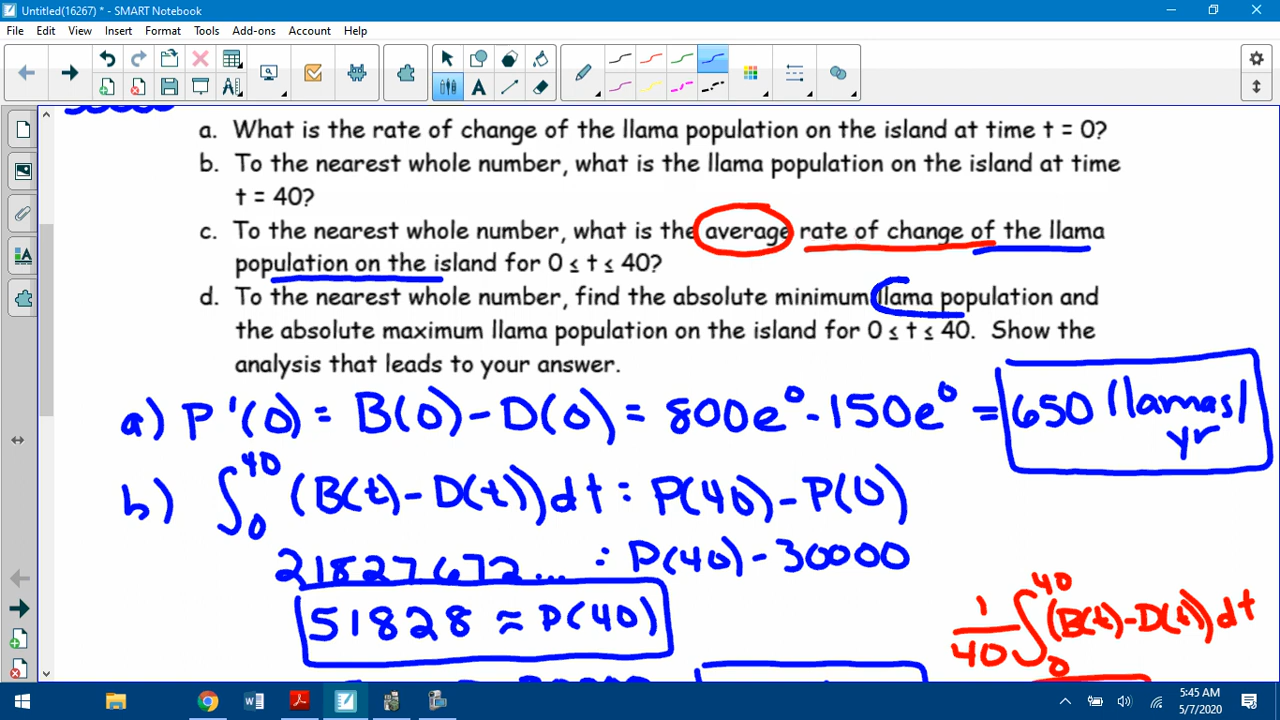 Untitled(16267) * - SMART Notebook
File Edit View Insert Format Tools Add-ons Account Help
a. What is the rate of change of the llama population on the island at time t = 0?
b. To the nearest whole number, what is the llama population on the island at time
t = 40?
c. To the nearest whole number, what is the average rate of change of the llama
population on the island for 0 ≤ t ≤ 40?
d. To the nearest whole number, find the absolute minimum llama population and
the absolute maximum llama population on the island for 0 ≤ t ≤ 40. Show the
analysis that leads to your answer.
a) P'(0) = B(0) - D(0) = 800e⁰ - 150e⁰ = 650 llamas/
yr
b) ∫₀⁴⁰ (B(t) - D(t))dt = P(40) - P(0)
21827.672... = P(40) - 30000
51828 ≈ P(40)
1/40 ∫₀⁴⁰ (B(t) - D(t))dt
5:45 AM
5/7/2020